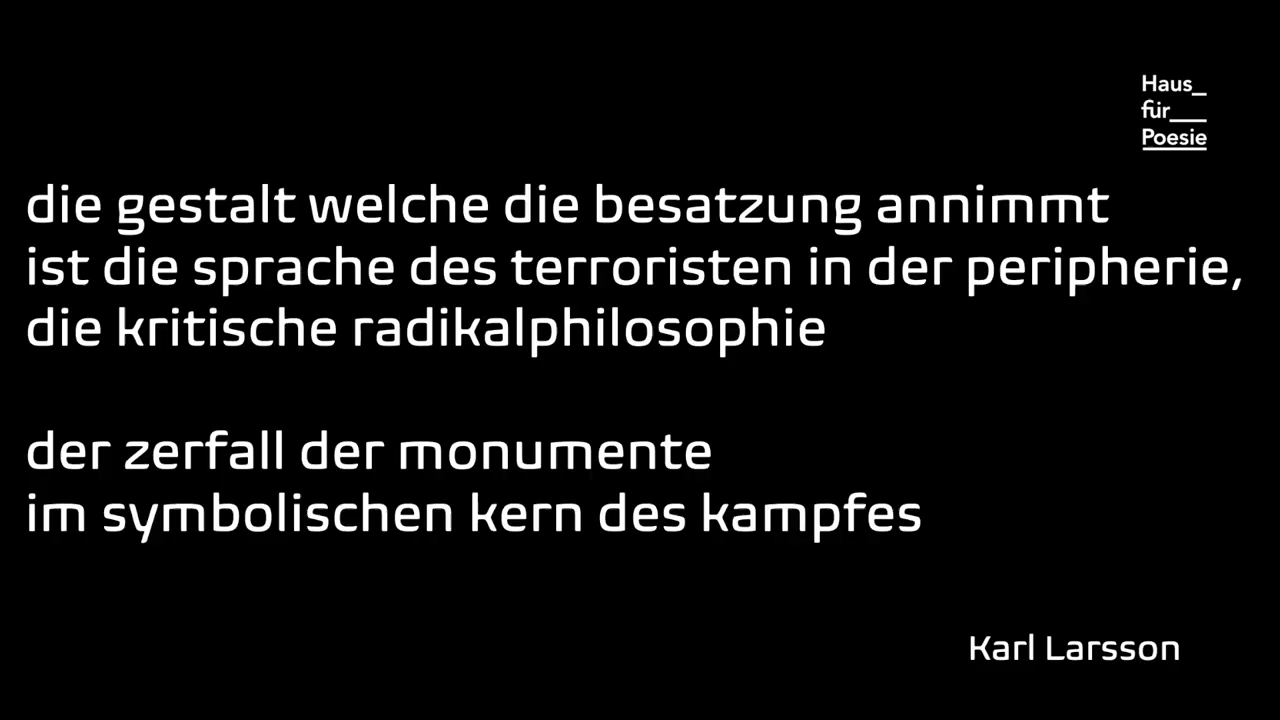 Haus_
für___
Poesie
die gestalt welche die besatzung annimmt
ist die sprache des terroristen in der peripherie,
die kritische radikalphilosophie
der zerfall der monumente
im symbolischen kern des kampfes
Karl Larsson